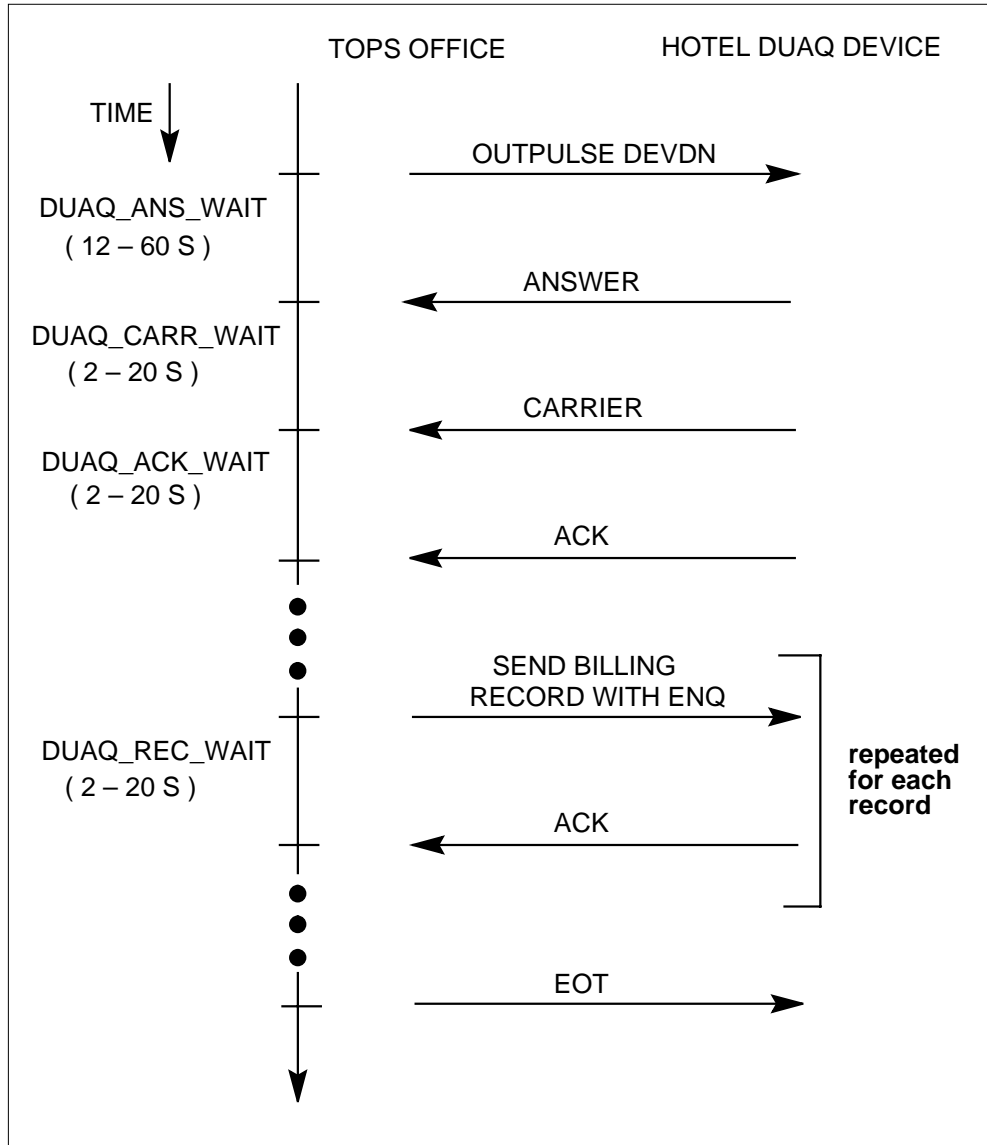 TOPS OFFICE
HOTEL DUAQ DEVICE
TIME
OUTPULSE DEVDN
DUAQ_ANS_WAIT
( 12 – 60 S )
ANSWER
DUAQ_CARR_WAIT
( 2 – 20 S )
CARRIER
DUAQ_ACK_WAIT
( 2 – 20 S )
ACK
SEND BILLING
RECORD WITH ENQ
DUAQ_REC_WAIT
( 2 – 20 S )
repeated
for each
record
ACK
EOT